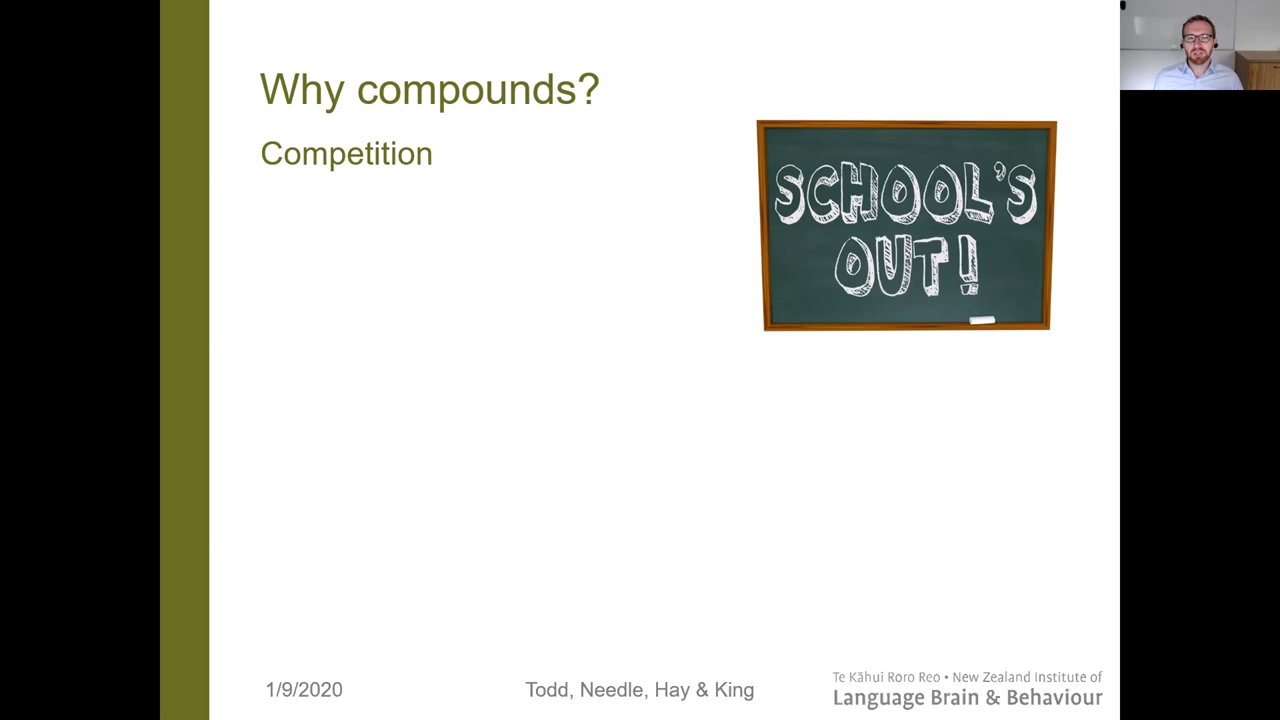 Why compounds?
Competition
SCHOOL'S
OUT!
1/9/2020
Todd, Needle, Hay & King
Te Kāhui Roro Reo • New Zealand Institute of
Language Brain & Behaviour